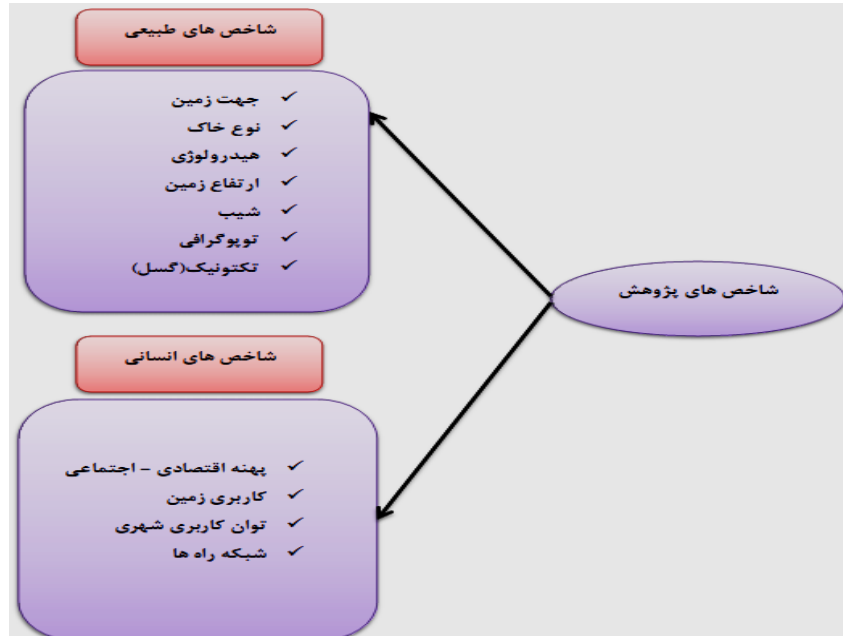 شاخص های طبیعی
✓ جهت زمین
✓ نوع خاک
✓ هیدرولوژی
✓ ارتفاع زمین
✓ شیب
✓ توپوگرافی
✓ تکتونیک(گسل)
شاخص های پژوهش
شاخص های انسانی
✓ پهنه اقتصادی – اجتماعی
✓ کاربری زمین
✓ توان کاربری شهری
✓ شبکه راه ها